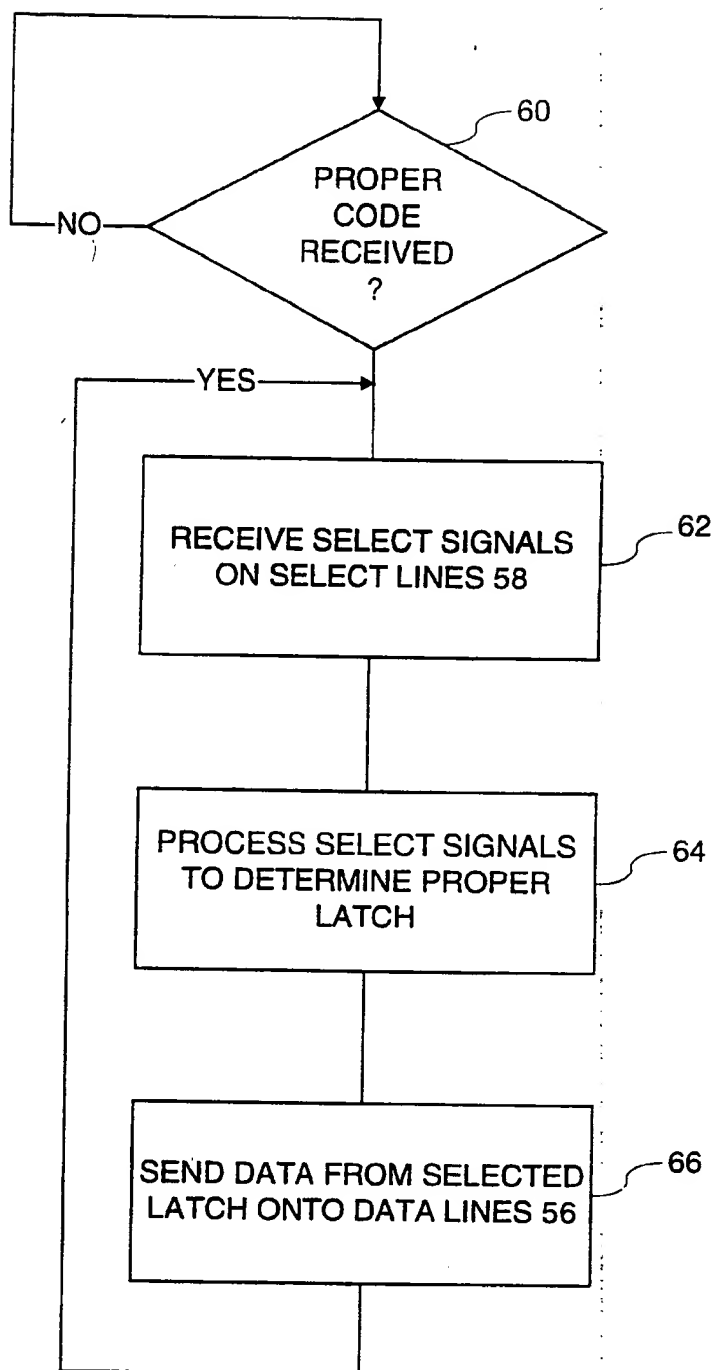 60
PROPER
CODE
RECEIVED
?
NO
YES
RECEIVE SELECT SIGNALS
ON SELECT LINES 58
62
PROCESS SELECT SIGNALS
TO DETERMINE PROPER
LATCH
64
SEND DATA FROM SELECTED
LATCH ONTO DATA LINES 56
66